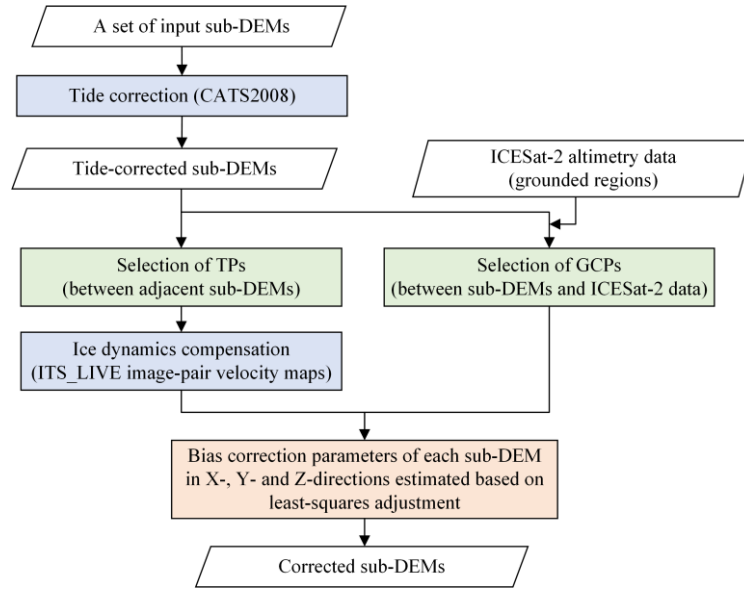 A set of input sub-DEMs
Tide correction (CATS2008)
Tide-corrected sub-DEMs
ICESat-2 altimetry data
(grounded regions)
Selection of TPs
(between adjacent sub-DEMs)
Selection of GCPs
(between sub-DEMs and ICESat-2 data)
Ice dynamics compensation
(ITS_LIVE image-pair velocity maps)
Bias correction parameters of each sub-DEM
in X-, Y- and Z-directions estimated based on
least-squares adjustment
Corrected sub-DEMs